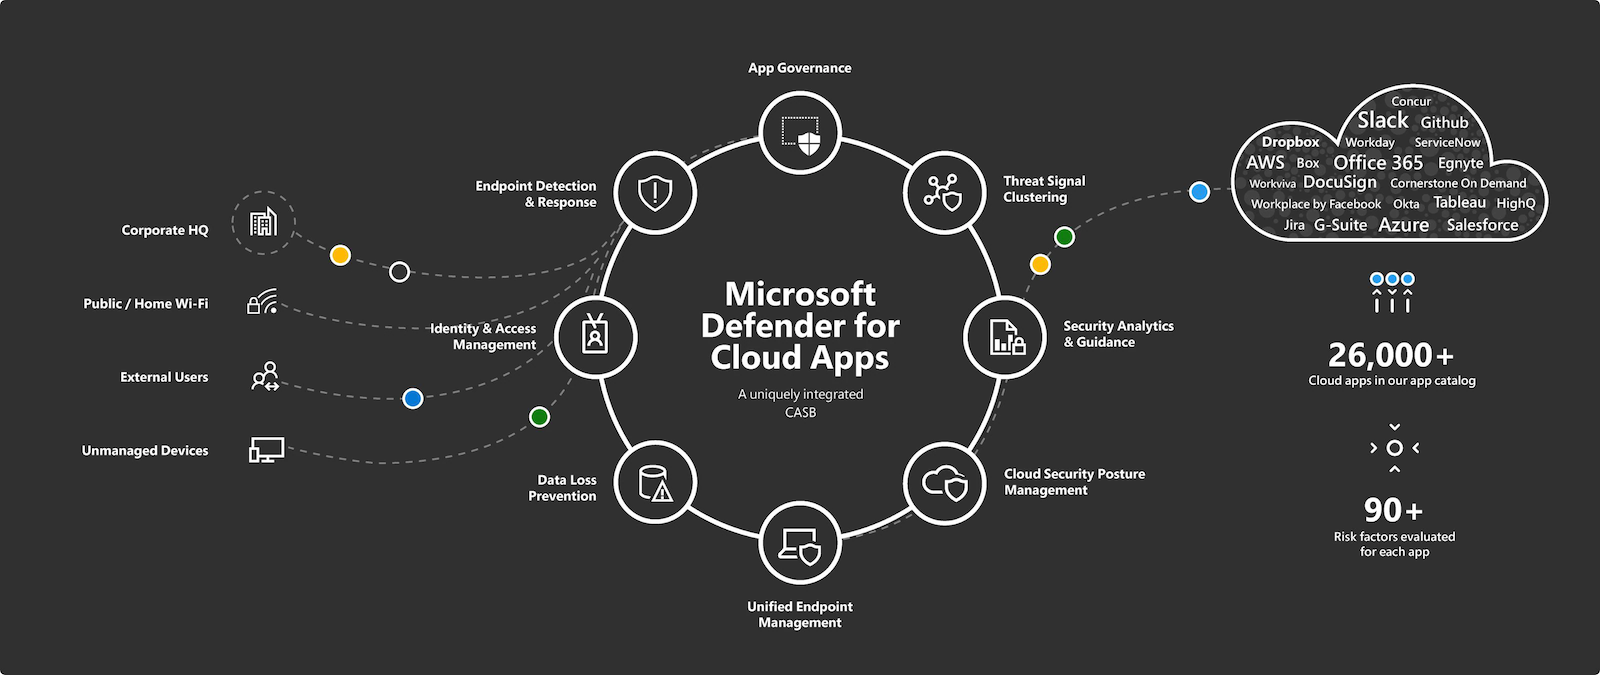 App Governance
Endpoint Detection
& Response
Threat Signal
Clustering
Corporate HQ
Public / Home Wi-Fi
External Users
Unmanaged Devices
Identity & Access
Management
Microsoft
Defender for
Cloud Apps
A uniquely integrated
CASB
Security Analytics
& Guidance
Data Loss
Prevention
Cloud Security Posture
Management
Unified Endpoint
Management
Concur
Slack Github
Dropbox Workday ServiceNow
AWS Box Office 365 Egnyte
Workviva DocuSign Cornerstone On Demand
Workplace by Facebook Okta Tableau HighQ
Jira G-Suite Azure Salesforce
26,000+
Cloud apps in our app catalog
90+
Risk factors evaluated
for each app